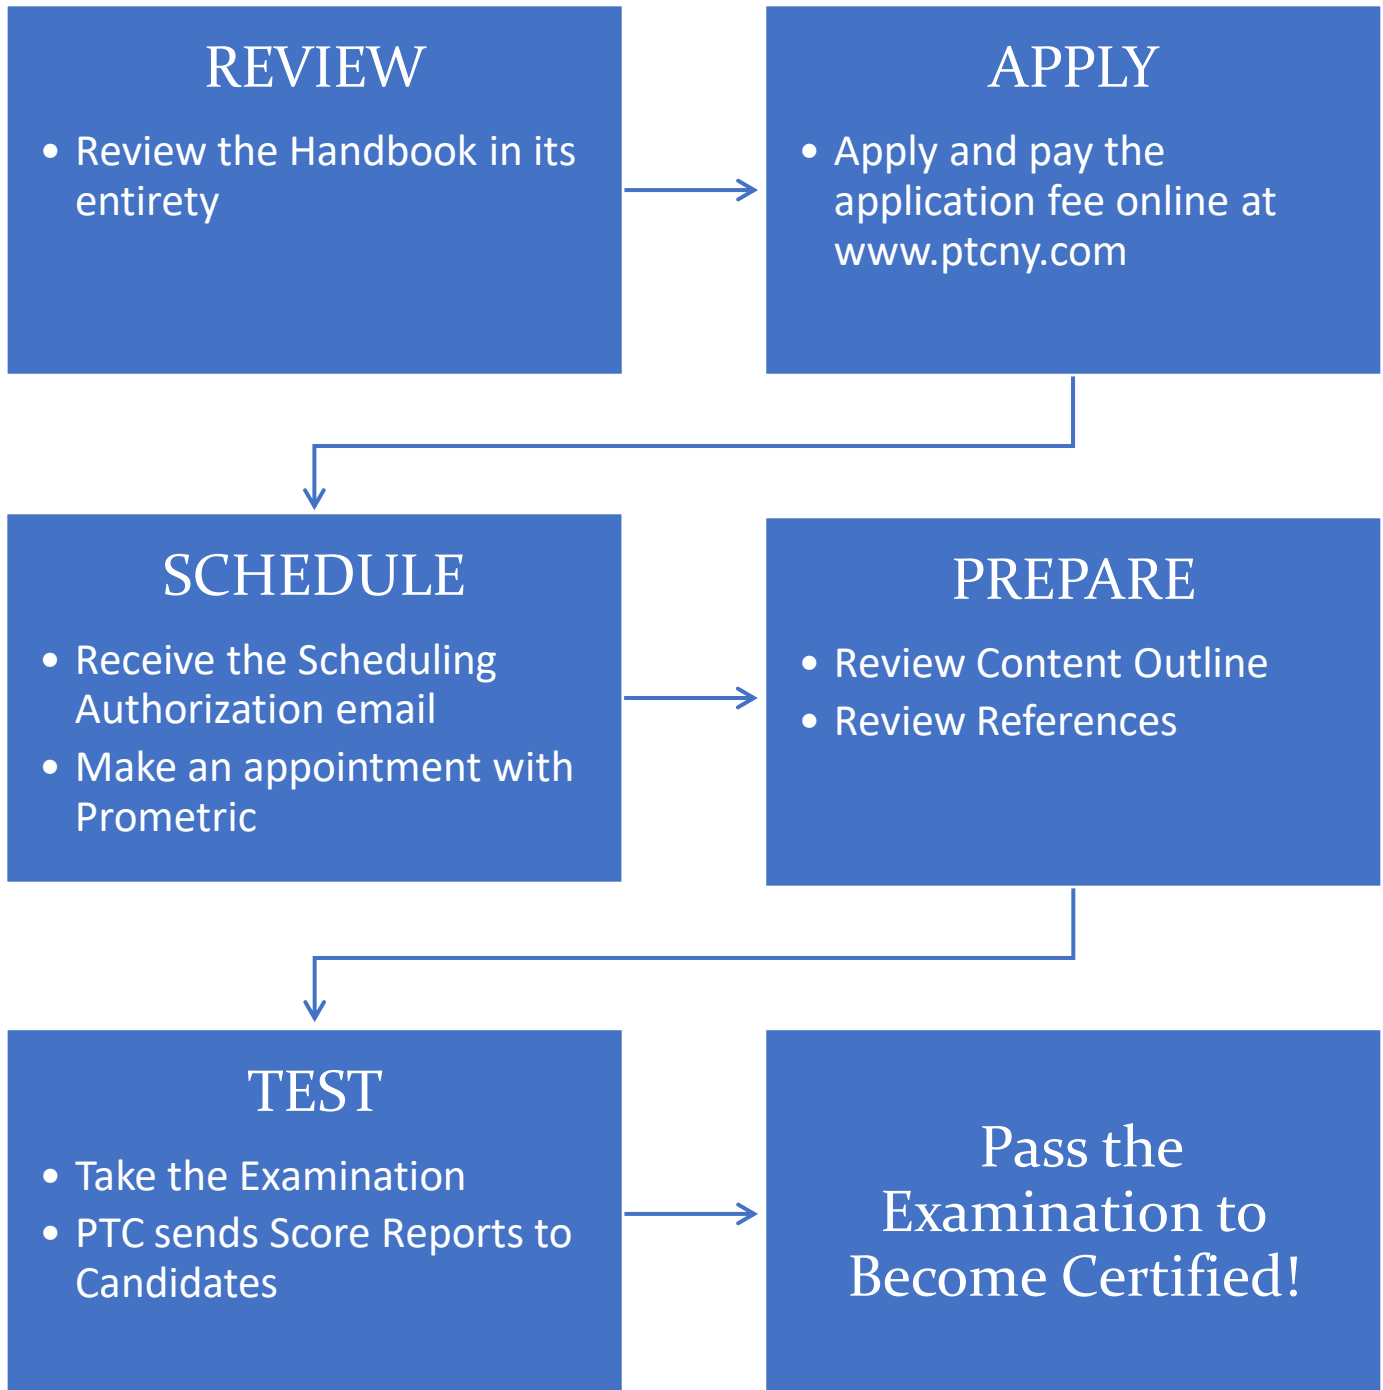 REVIEW
• Review the Handbook in its
entirety
APPLY
• Apply and pay the
application fee online at
www.ptcny.com
SCHEDULE
• Receive the Scheduling
Authorization email
• Make an appointment with
Prometric
PREPARE
• Review Content Outline
• Review References
TEST
• Take the Examination
• PTC sends Score Reports to
Candidates
Pass the
Examination to
Become Certified!